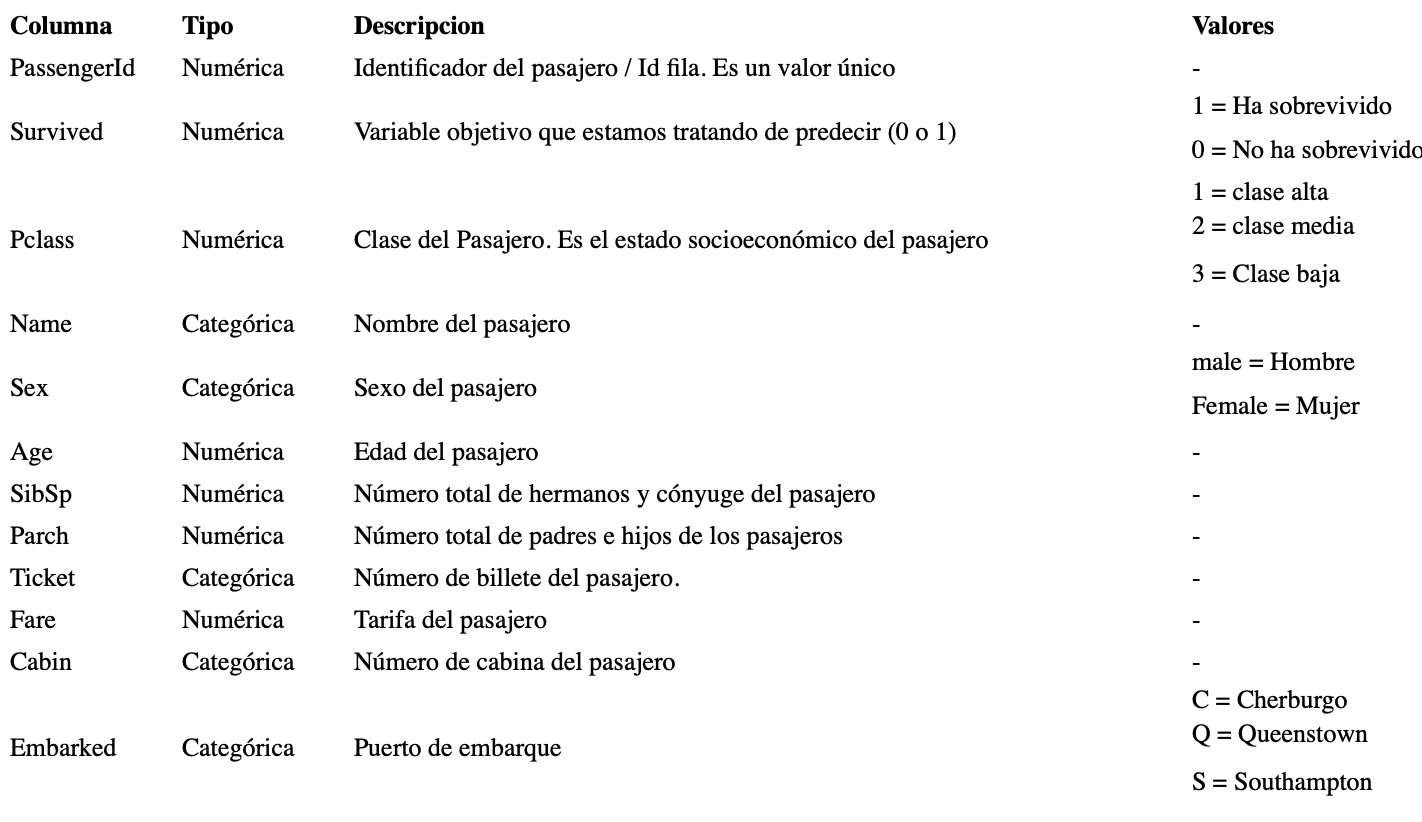 Columna Tipo Descripcion Valores
PassengerId Numérica Identificador del pasajero / Id fila. Es un valor único -
Survived Numérica Variable objetivo que estamos tratando de predecir (0 o 1) 1 = Ha sobrevivido
0 = No ha sobrevivido
Pclass Numérica Clase del Pasajero. Es el estado socioeconómico del pasajero 1 = clase alta
2 = clase media
3 = Clase baja
Name Categórica Nombre del pasajero -
Sex Categórica Sexo del pasajero male = Hombre
Female = Mujer
Age Numérica Edad del pasajero -
SibSp Numérica Número total de hermanos y cónyuge del pasajero -
Parch Numérica Número total de padres e hijos de los pasajeros -
Ticket Categórica Número de billete del pasajero. -
Fare Numérica Tarifa del pasajero -
Cabin Categórica Número de cabina del pasajero -
Embarked Categórica Puerto de embarque C = Cherburgo
Q = Queenstown
S = Southampton